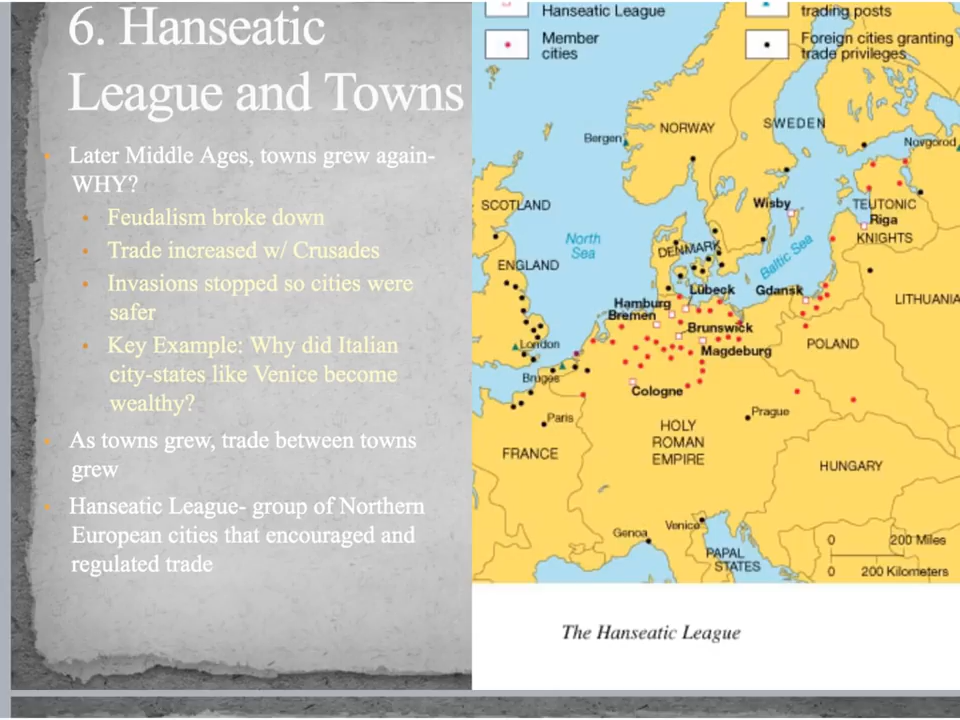 6. Hanseatic
League and Towns
Later Middle Ages, towns grew again-
WHY?
Feudalism broke down
Trade increased w/ Crusades
Invasions stopped so cities were
safer
Key Example: Why did Italian
city-states like Venice become
wealthy?
As towns grew, trade between towns
grew
Hanseatic League- group of Northern
European cities that encouraged and
regulated trade
Hanseatic League
trading posts
Member
cities
Foreign cities granting
trade privileges
NORWAY
SWEDEN
Bergen
Novgorod
SCOTLAND
Wisby
TEUTONIC
Riga
KNIGHTS
North
Sea
DENMARK
Baltic Sea
ENGLAND
Lübeck
Gdansk
LITHUANIA
Hamburg
Bremen
Brunswick
London
POLAND
Magdeburg
Bruges
Cologne
Paris
Prague
HOLY
ROMAN
EMPIRE
FRANCE
HUNGARY
Venice
Genoa
PAPAL
STATES
0 200 Miles
0 200 Kilometers
The Hanseatic League